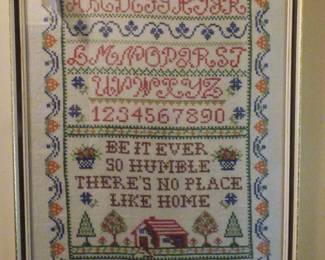 LMNOPQRST
UVWXYZ
1234567890
BE IT EVER
SO HUMBLE
THERE'S NO PLACE
LIKE HOME